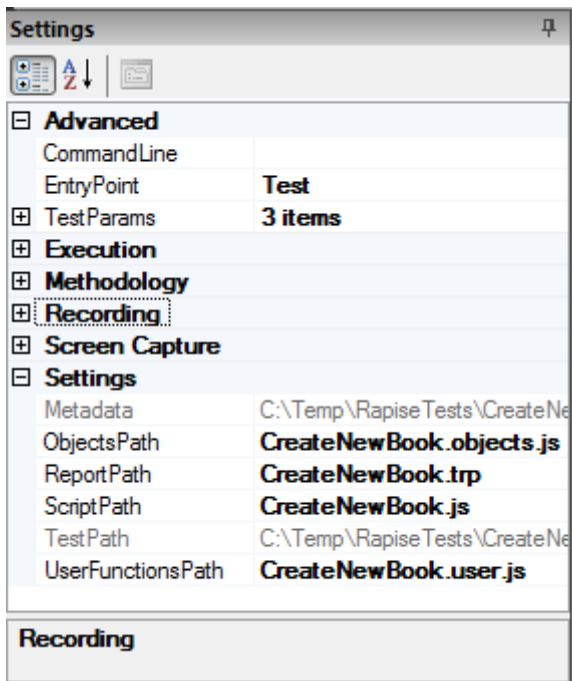 Settings
A
Z
Advanced
CommandLine
EntryPoint Test
TestParams 3 items
Execution
Methodology
Recording
Screen Capture
Settings
Metadata C:\Temp\RapiseTests\CreateNe
ObjectsPath CreateNewBook.objects.js
ReportPath CreateNewBook.trp
ScriptPath CreateNewBook.js
TestPath C:\Temp\RapiseTests\CreateNe
UserFunctionsPath CreateNewBook.user.js
Recording